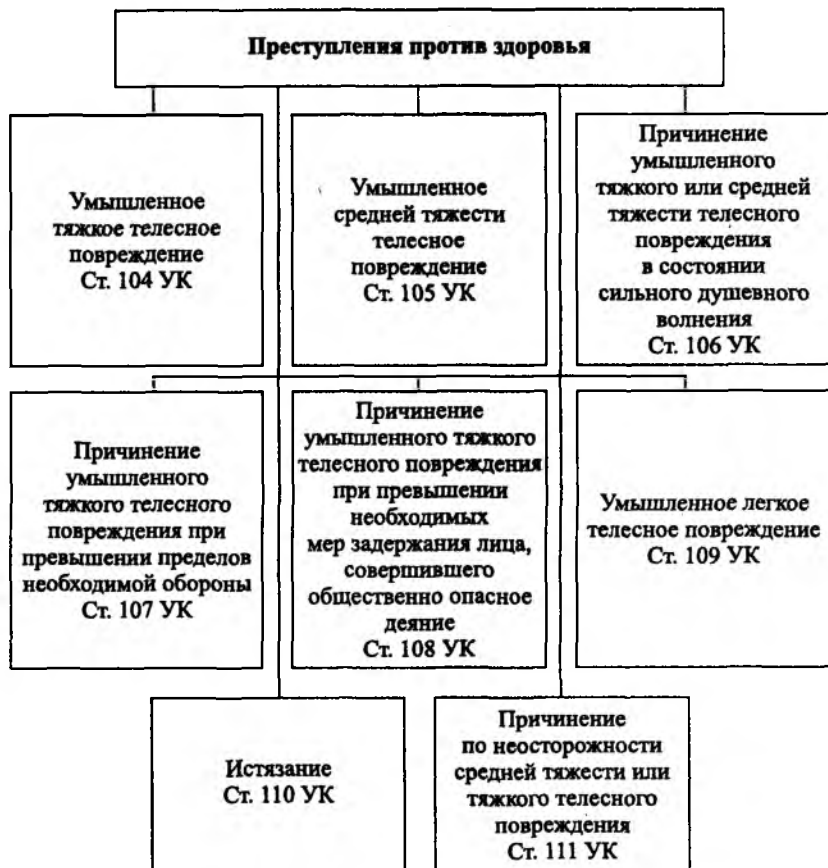 Преступления против здоровья
Умышленное
тяжкое телесное
повреждение
Ст. 104 УК
Умышленное
средней тяжести
телесное
повреждение
Ст. 105 УК
Причинение
умышленного
тяжкого или средней
тяжести телесного
повреждения
в состоянии
сильного душевного
волнения
Ст. 106 УК
Причинение
умышленного
тяжкого телесного
повреждения при
превышении пределов
необходимой обороны
Ст. 107 УК
Причинение
умышленного тяжкого
телесного повреждения
при превышении
необходимых
мер задержания лица,
совершившего
общественно опасное
деяние
Ст. 108 УК
Умышленное легкое
телесное повреждение
Ст. 109 УК
Истязание
Ст. 110 УК
Причинение
по неосторожности
средней тяжести или
тяжкого телесного
повреждения
Ст. 111 УК